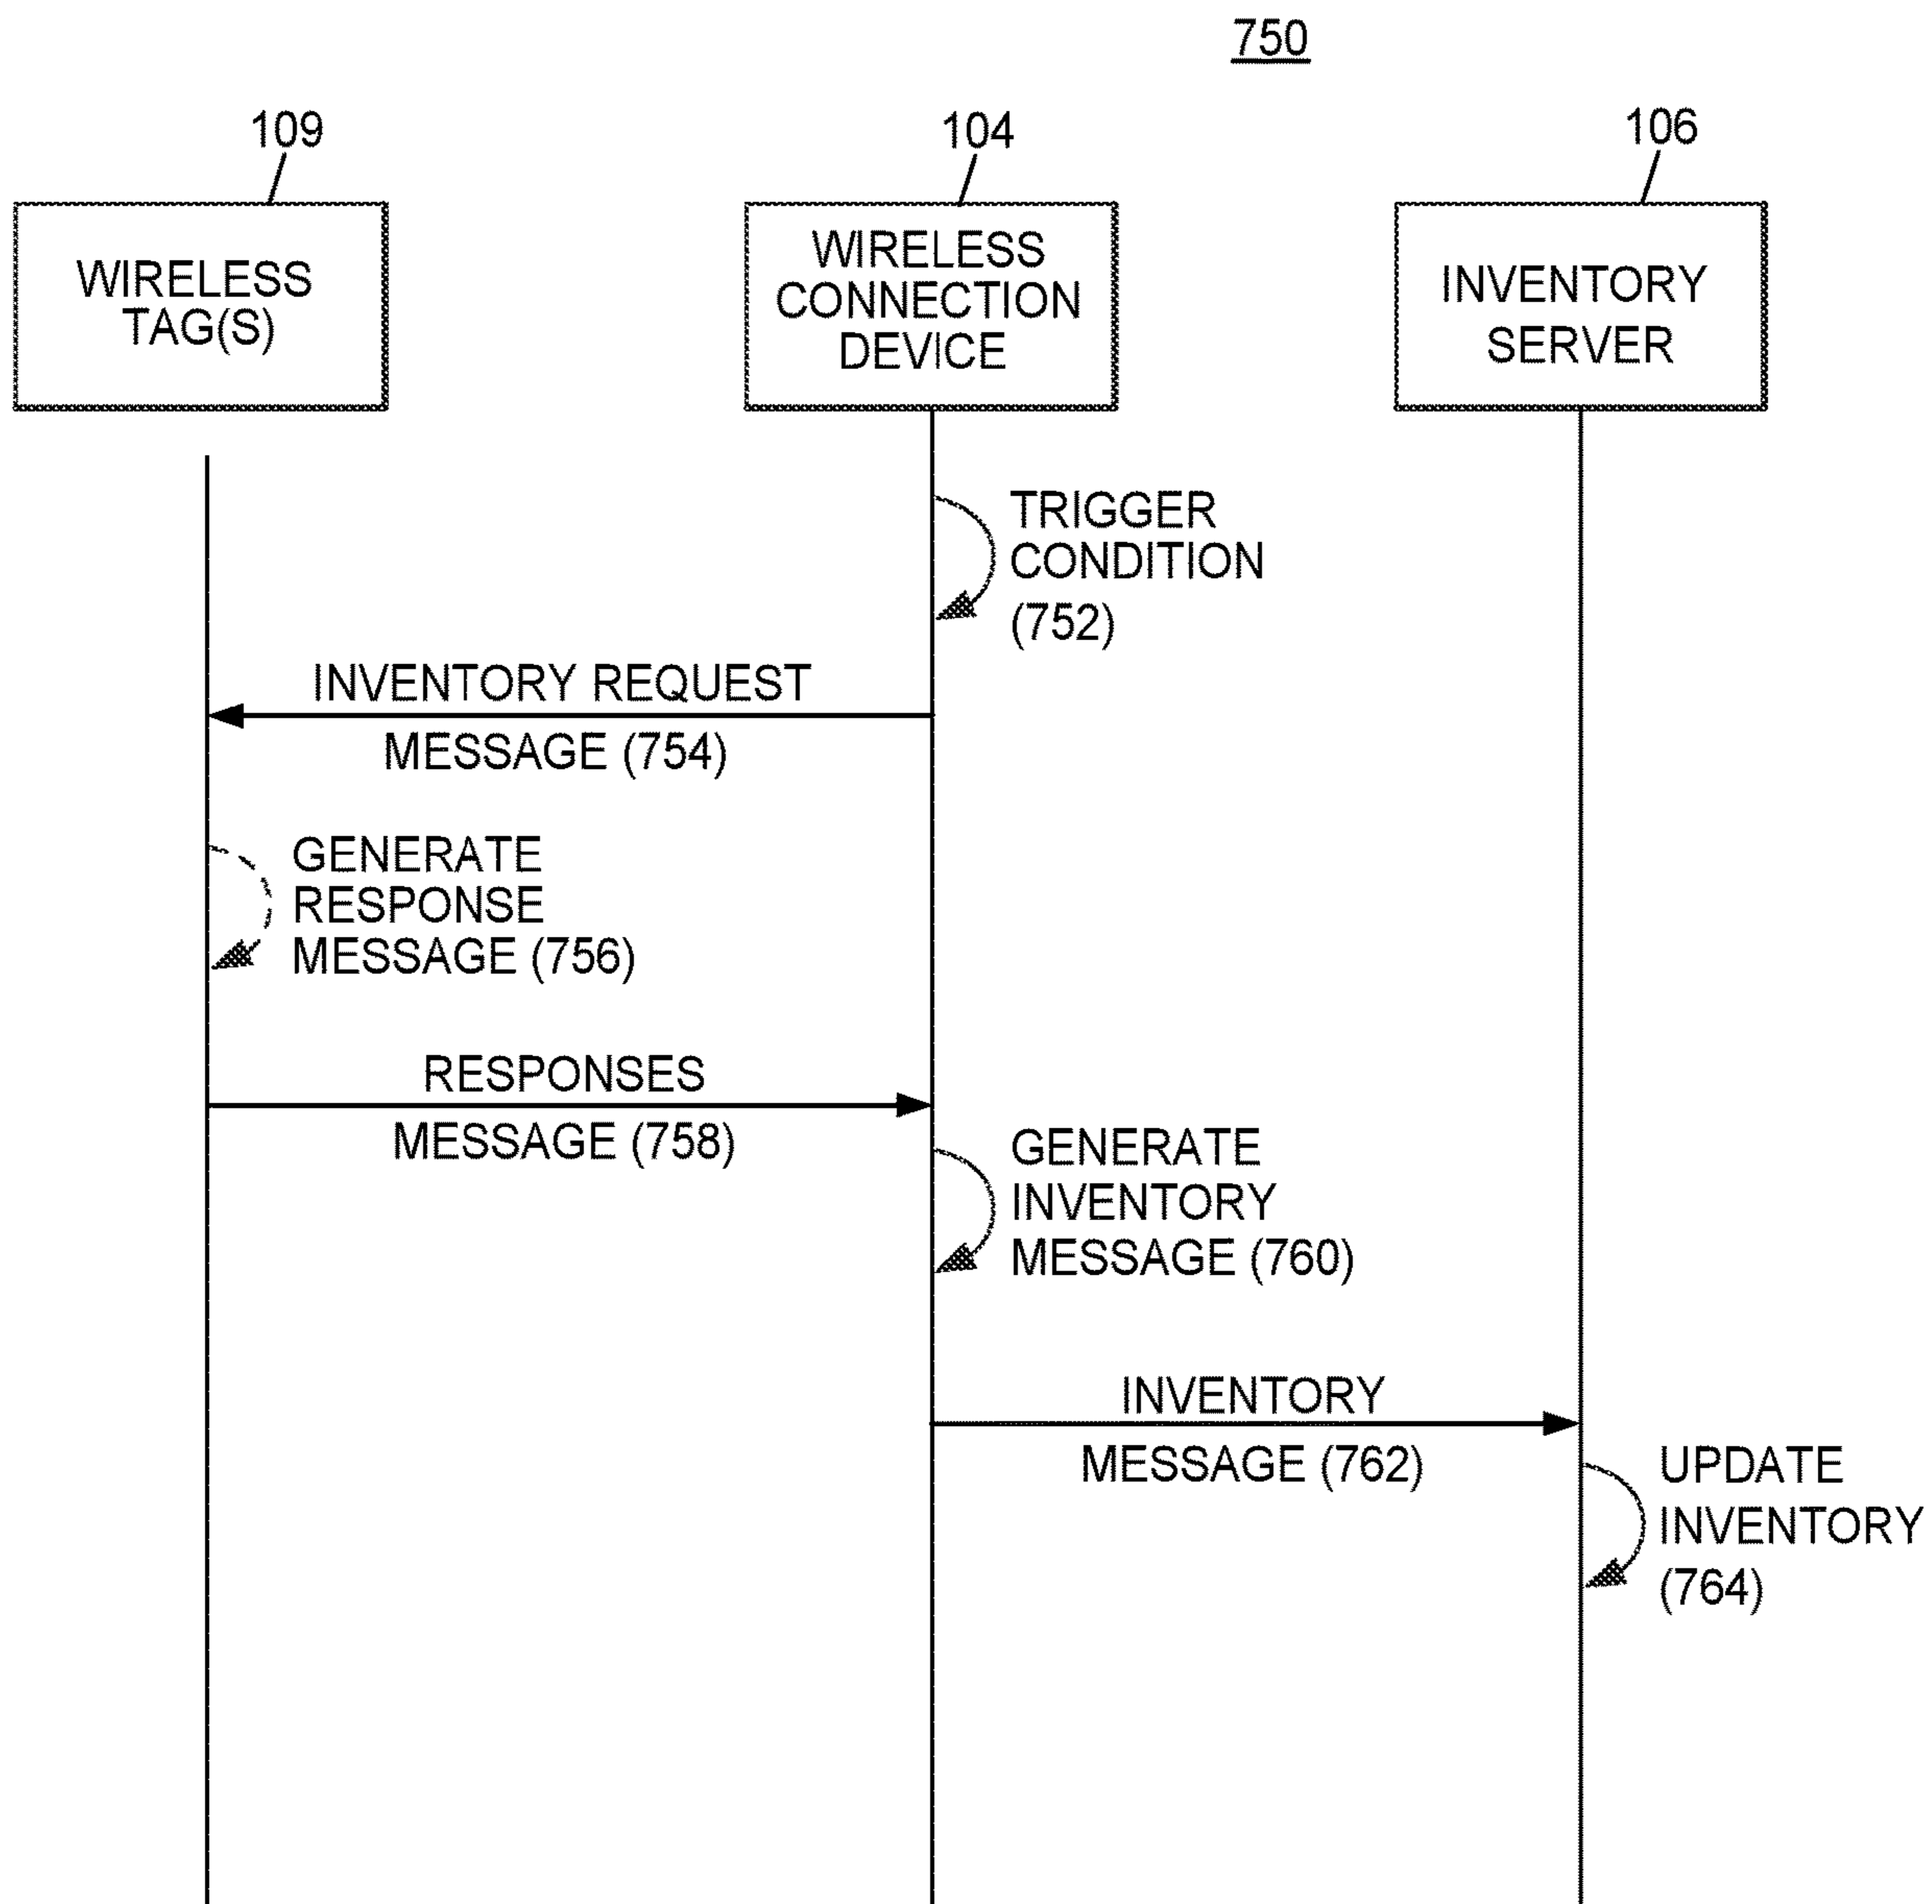 750
109
104
106
WIRELESS
TAG(S)
WIRELESS
CONNECTION
DEVICE
INVENTORY
SERVER
TRIGGER
CONDITION
(752)
INVENTORY REQUEST
MESSAGE (754)
GENERATE
RESPONSE
MESSAGE (756)
RESPONSES
MESSAGE (758)
GENERATE
INVENTORY
MESSAGE (760)
INVENTORY
MESSAGE (762)
UPDATE
INVENTORY
(764)